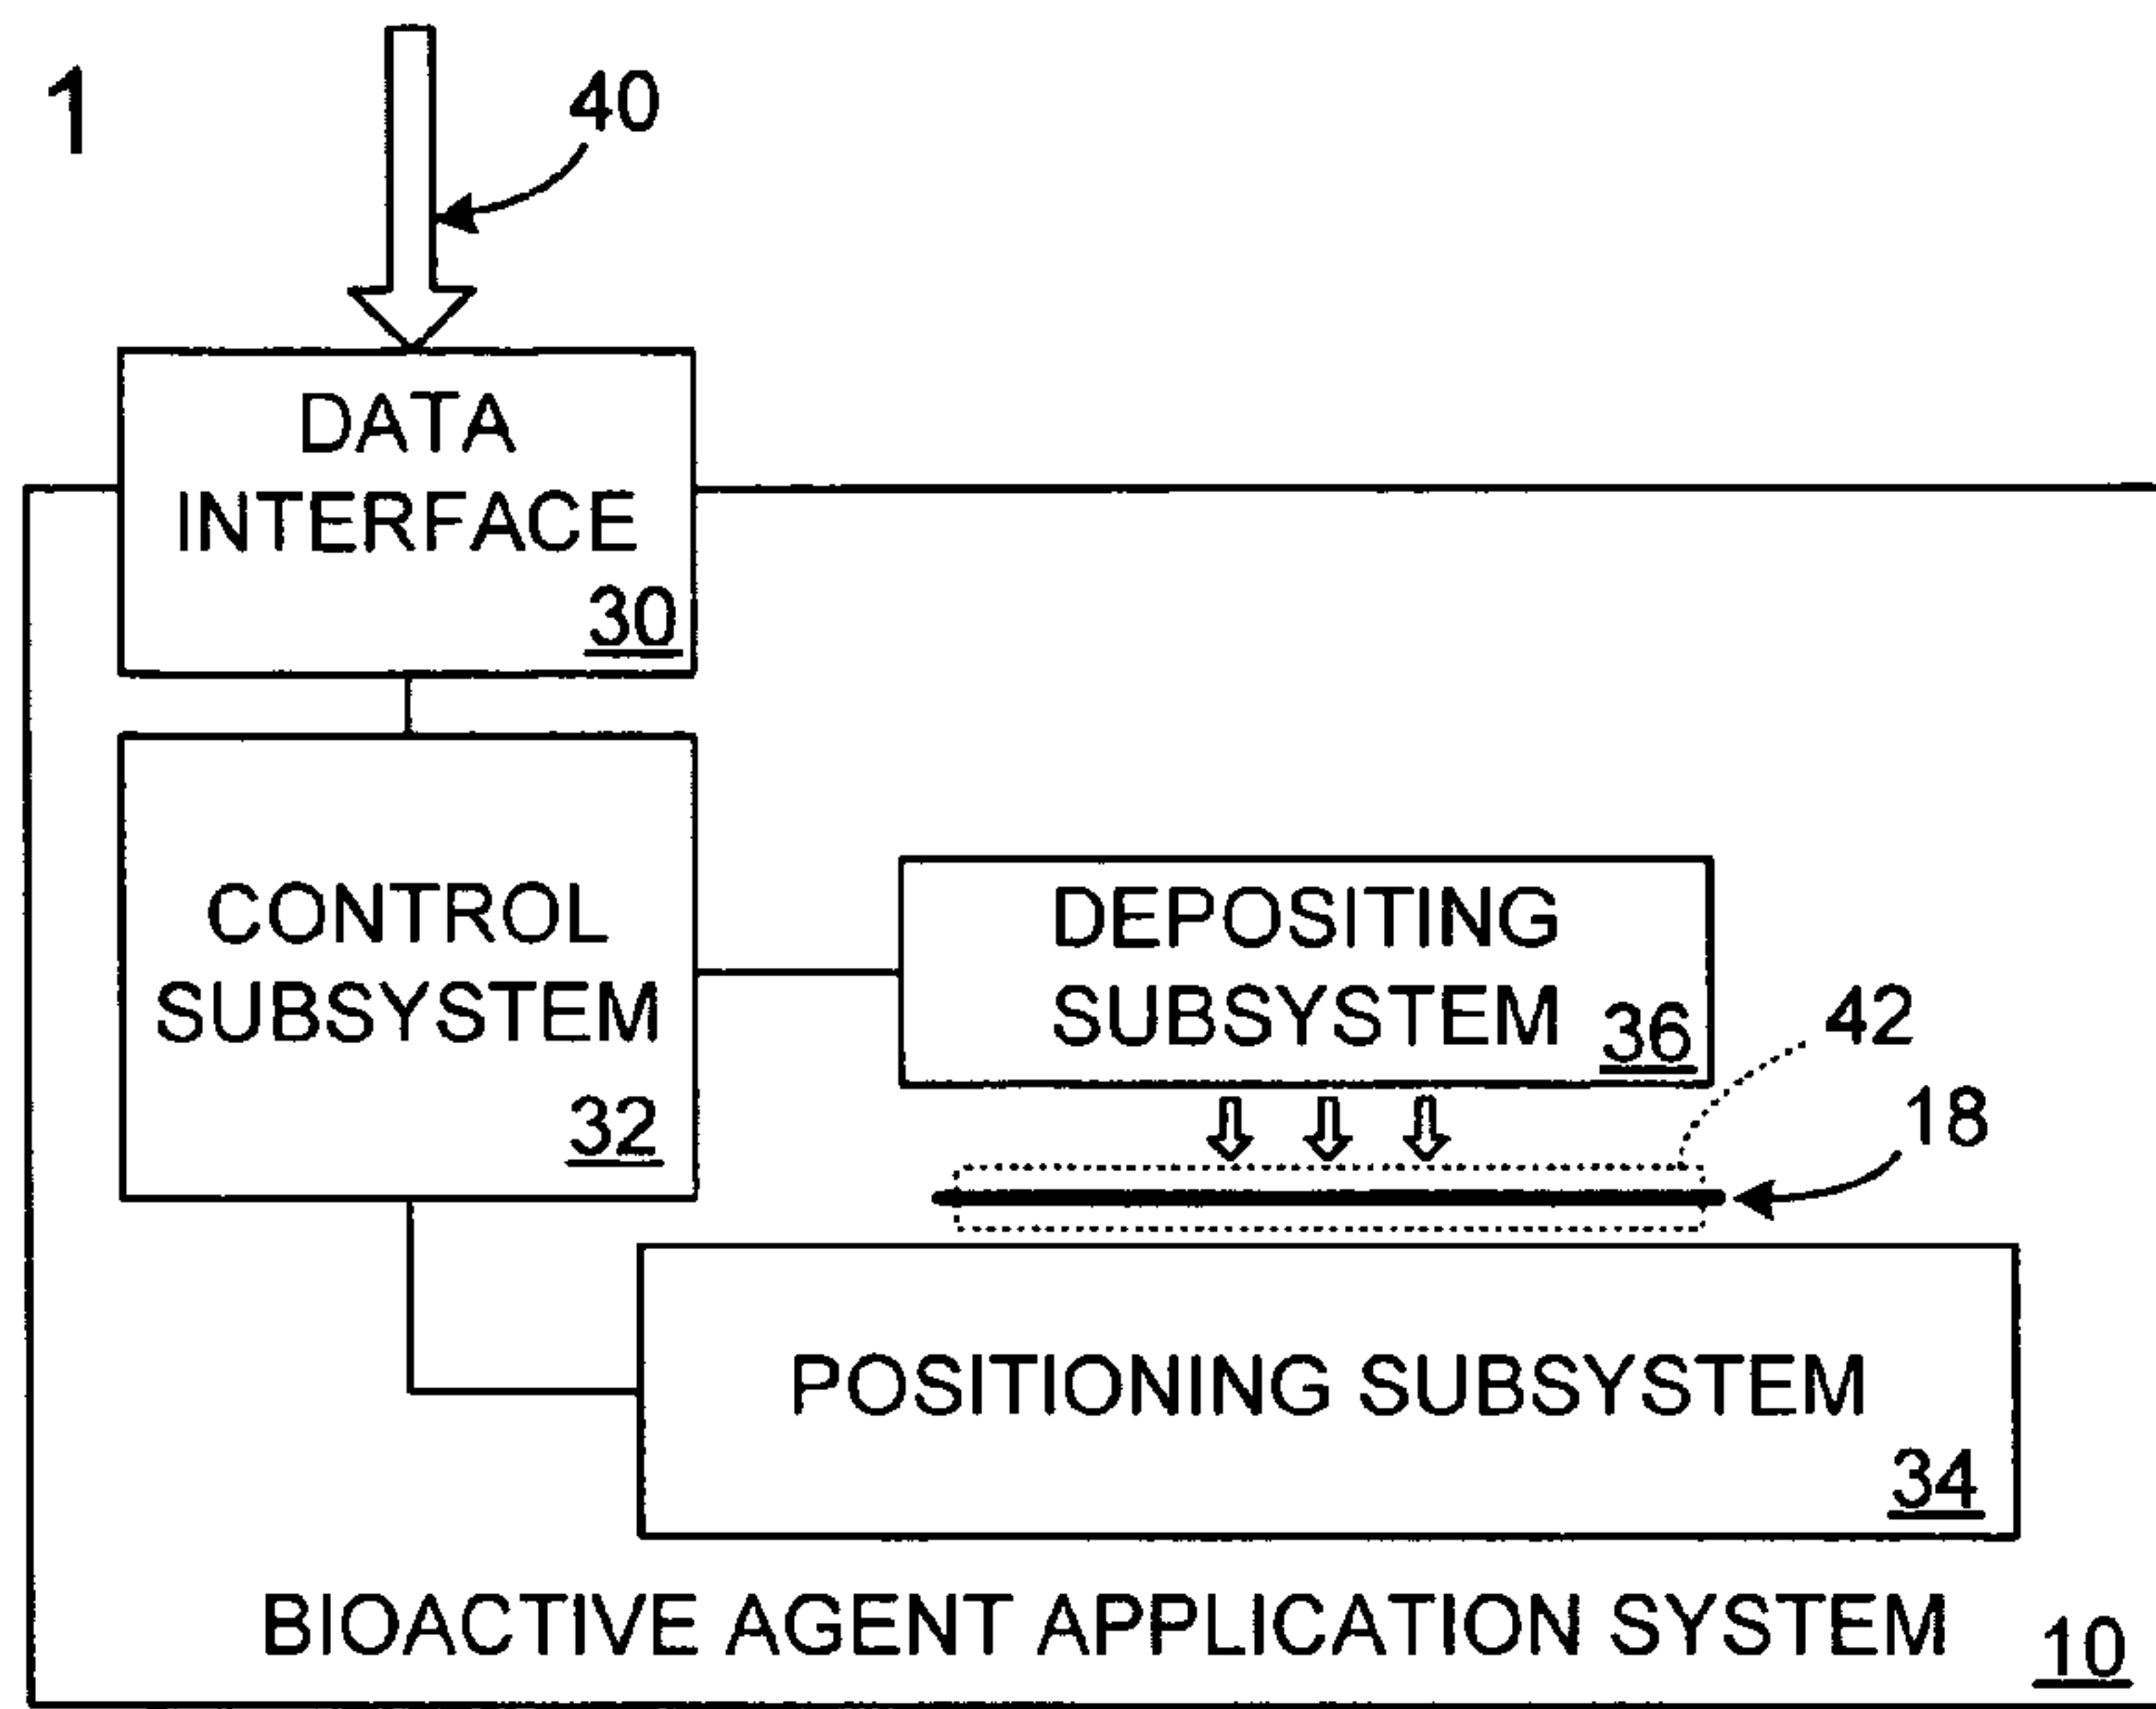 1
40
DATA
INTERFACE
30
CONTROL
SUBSYSTEM
32
DEPOSITING
SUBSYSTEM
36
42
18
POSITIONING SUBSYSTEM
34
BIOACTIVE AGENT APPLICATION SYSTEM
10